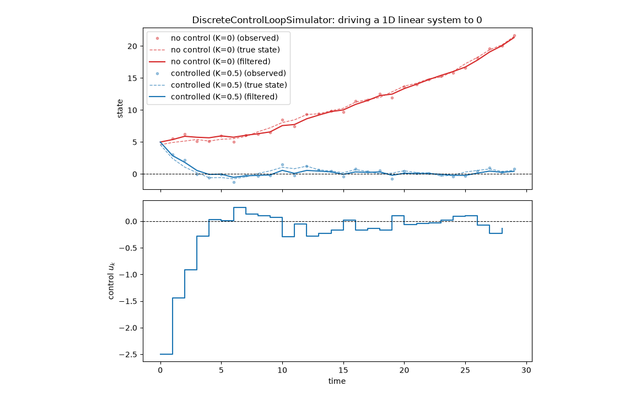 DiscreteControlLoopSimulator: driving a 1D linear system to 0
no control (K=0) (observed)
no control (K=0) (true state)
no control (K=0) (filtered)
controlled (K=0.5) (observed)
controlled (K=0.5) (true state)
controlled (K=0.5) (filtered)
state
20
15
10
5
0
control u_k
0.0
−0.5
−1.0
−1.5
−2.0
−2.5
0
5
10
15
20
25
30
time